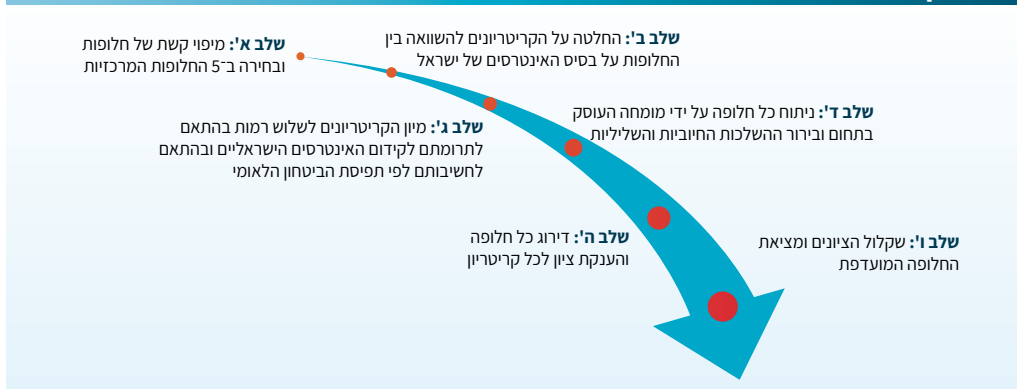 שלב א': מיפוי קשת של חלופות
ובחירה ב־5 החלופות המרכזיות
שלב ב': החלטה על הקריטריונים להשוואה בין
החלופות על בסיס האינטרסים של ישראל
שלב ג': מיון הקריטריונים לשלוש רמות בהתאם
לתרומתם לקידום האינטרסים הישראליים ובהתאם
לחשיבותם לפי תפיסת הביטחון הלאומי
שלב ד': ניתוח כל חלופה על ידי מומחה העוסק
בתחום ובירור ההשלכות החיוביות והשליליות
שלב ה': דירוג כל חלופה
והענקת ציון לכל קריטריון
שלב ו': שקלול הציונים ומציאת
החלופה המועדפת